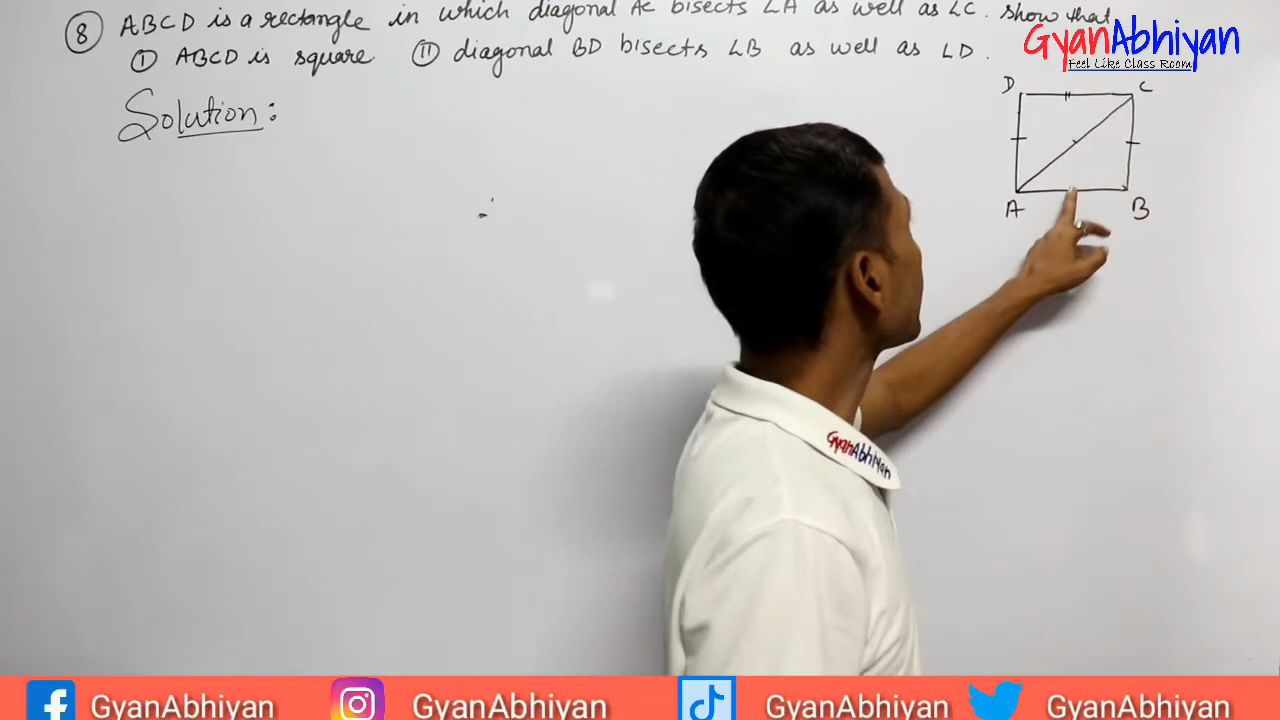 ⑧ ABCD is a rectangle in which diagonal AC bisects ∠A as well as ∠C. show that
① ABCD is square. ⑪ diagonal BD bisects ∠B as well as ∠D.
GyanAbhiyan
Feel Like Class Room
Solution:
D C
A B
GyanAbhiyan
GyanAbhiyan GyanAbhiyan GyanAbhiyan GyanAbhiyan